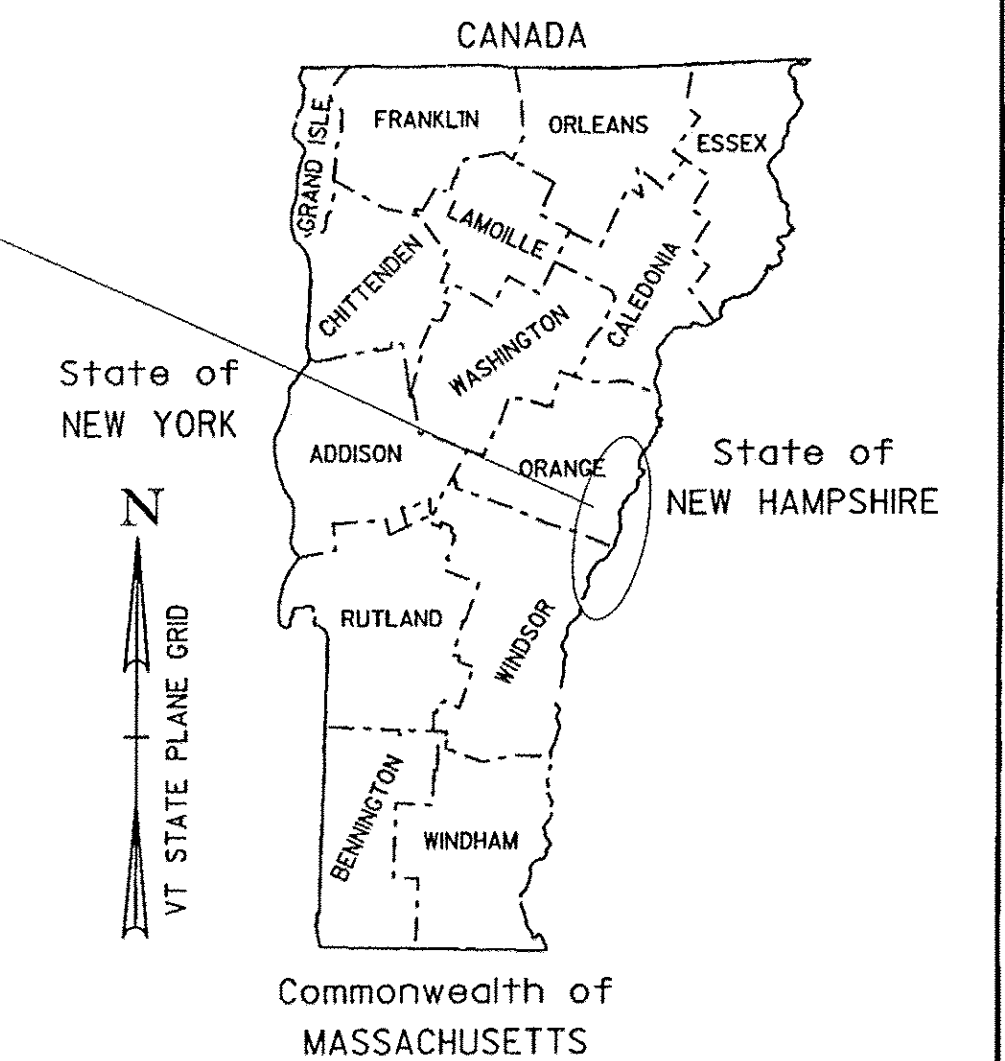 CANADA
GRAND ISLE
FRANKLIN
ORLEANS
ESSEX
LAMOILLE
CHITTENDEN
CALEDONIA
WASHINGTON
State of
NEW YORK
ADDISON
ORANGE
State of
NEW HAMPSHIRE
N
VT STATE PLANE GRID
RUTLAND
WINDSOR
BENNINGTON
WINDHAM
Commonwealth of
MASSACHUSETTS